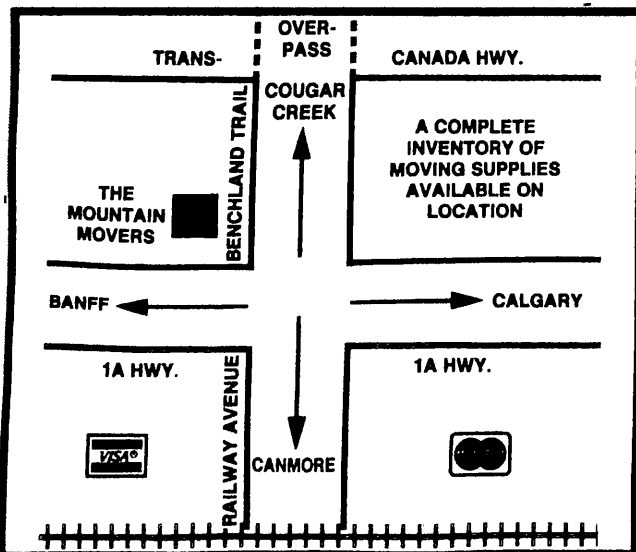 OVER-
PASS
TRANS-
CANADA HWY.
COUGAR
CREEK
BENCHLAND TRAIL
A COMPLETE
INVENTORY OF
MOVING SUPPLIES
AVAILABLE ON
LOCATION
THE
MOUNTAIN
MOVERS
BANFF
CALGARY
1A HWY.
1A HWY.
RAILWAY AVENUE
VISA®
CANMORE